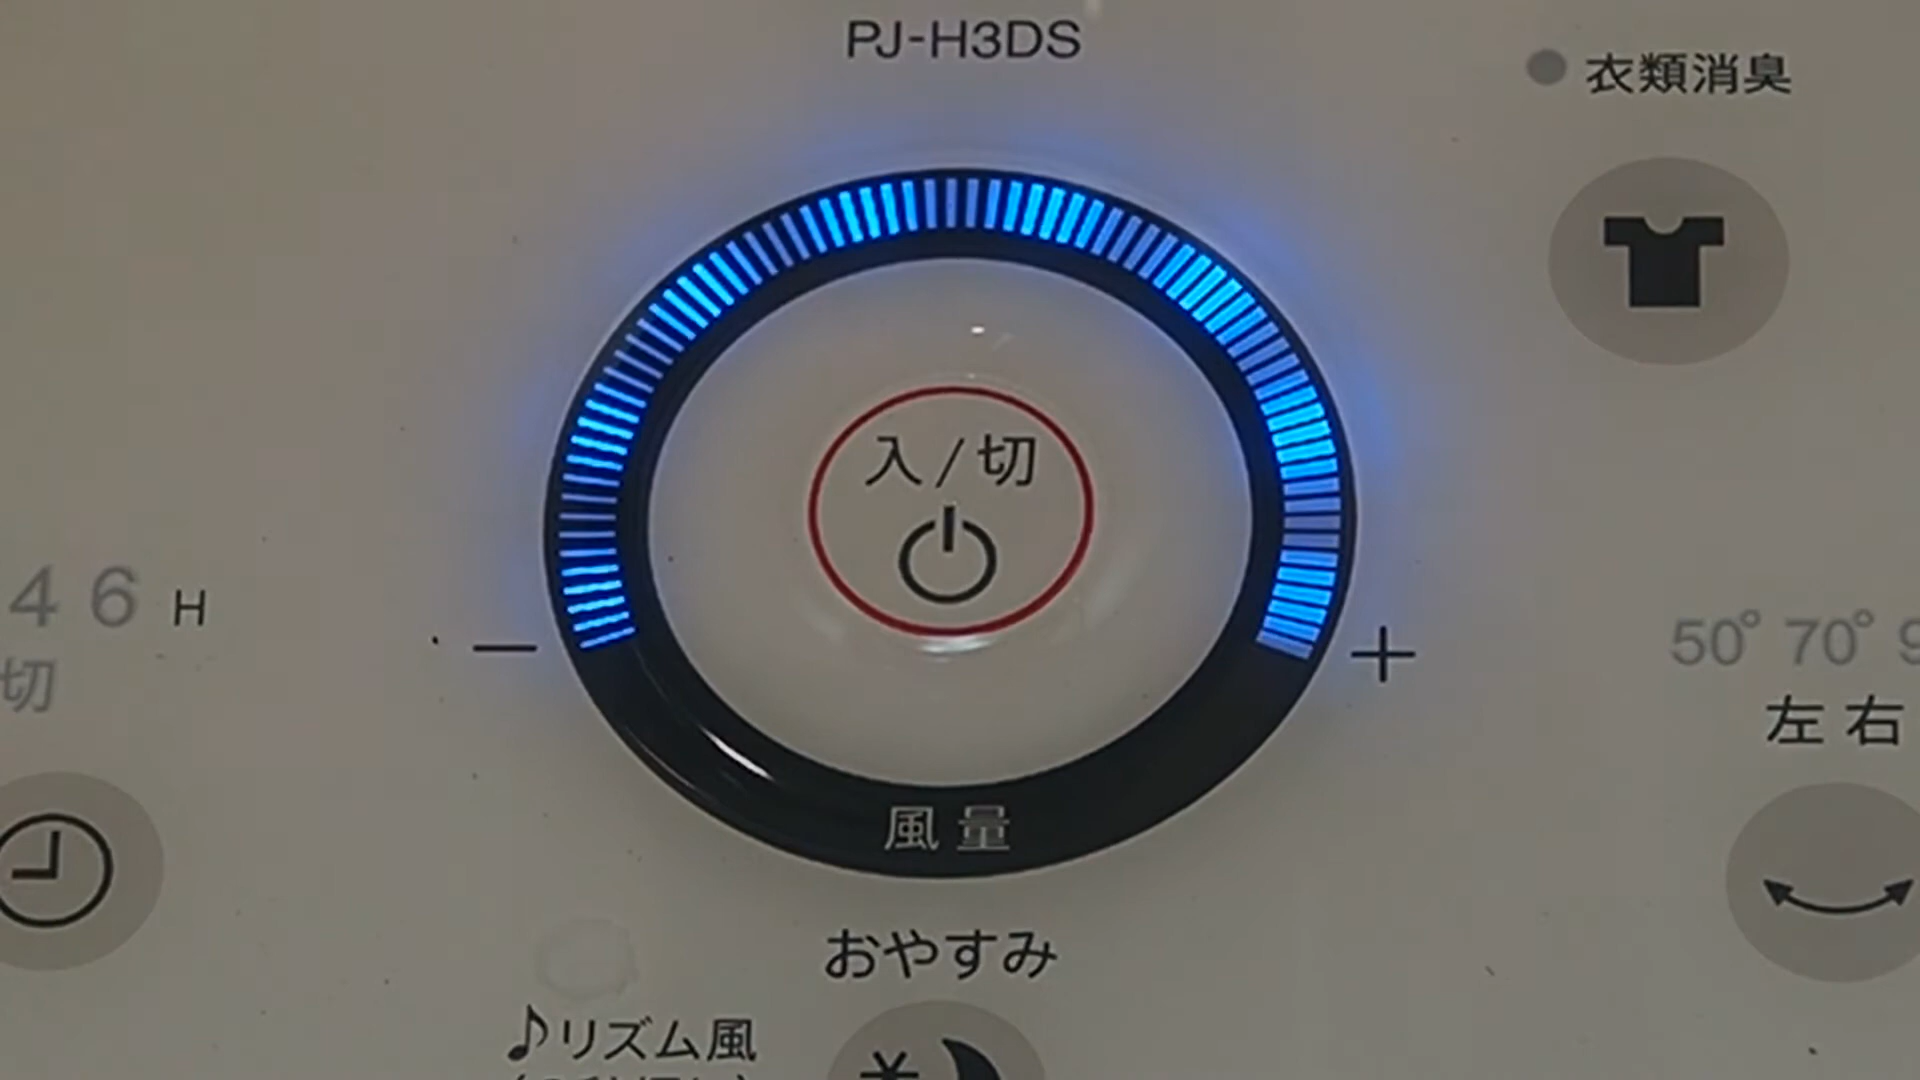 PJ-H3DS
衣類消臭
入/切
4 6 H
切
− +
50° 70° 9
左右
風量
おやすみ
♪リズム風